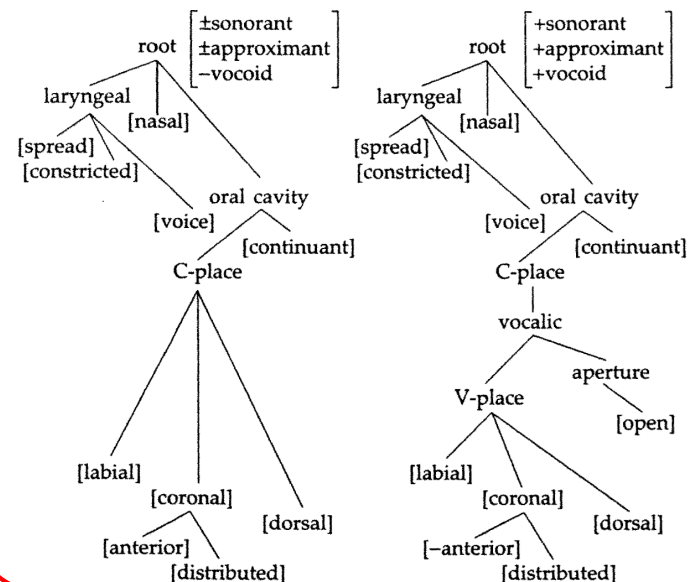 root
±sonorant
±approximant
−vocoid
laryngeal
[nasal]
[spread]
[constricted]
oral cavity
[voice]
[continuant]
C-place
[labial]
[coronal]
[dorsal]
[anterior]
[distributed]
root
+sonorant
+approximant
+vocoid
laryngeal
[nasal]
[spread]
[constricted]
oral cavity
[voice]
[continuant]
C-place
vocalic
aperture
V-place
[open]
[labial]
[coronal]
[dorsal]
[−anterior]
[distributed]